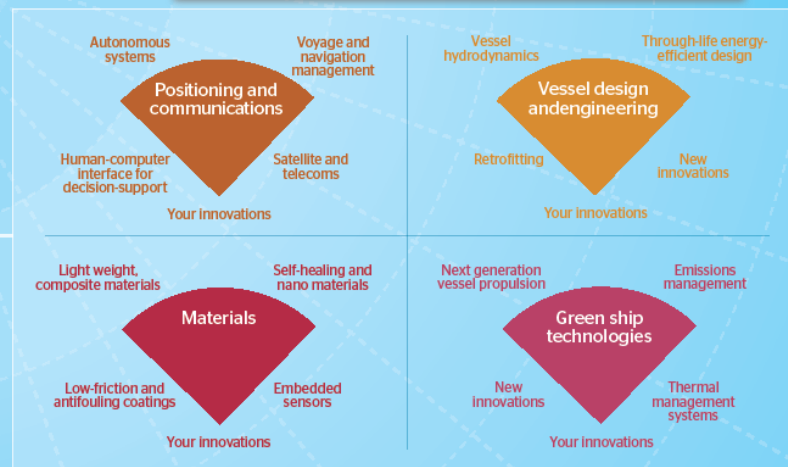 Autonomous
systems
Voyage and
navigation
management
Positioning and
communications
Human-computer
interface for
decision-support
Satellite and
telecoms
Your innovations
Vessel
hydrodynamics
Through-life energy-
efficient design
Vessel design
andengineering
Retrofitting
New
innovations
Your innovations
Light weight,
composite materials
Self-healing and
nano materials
Materials
Low-friction and
antifouling coatings
Embedded
sensors
Your innovations
Next generation
vessel propulsion
Emissions
management
Green ship
technologies
New
innovations
Thermal
management
systems
Your innovations